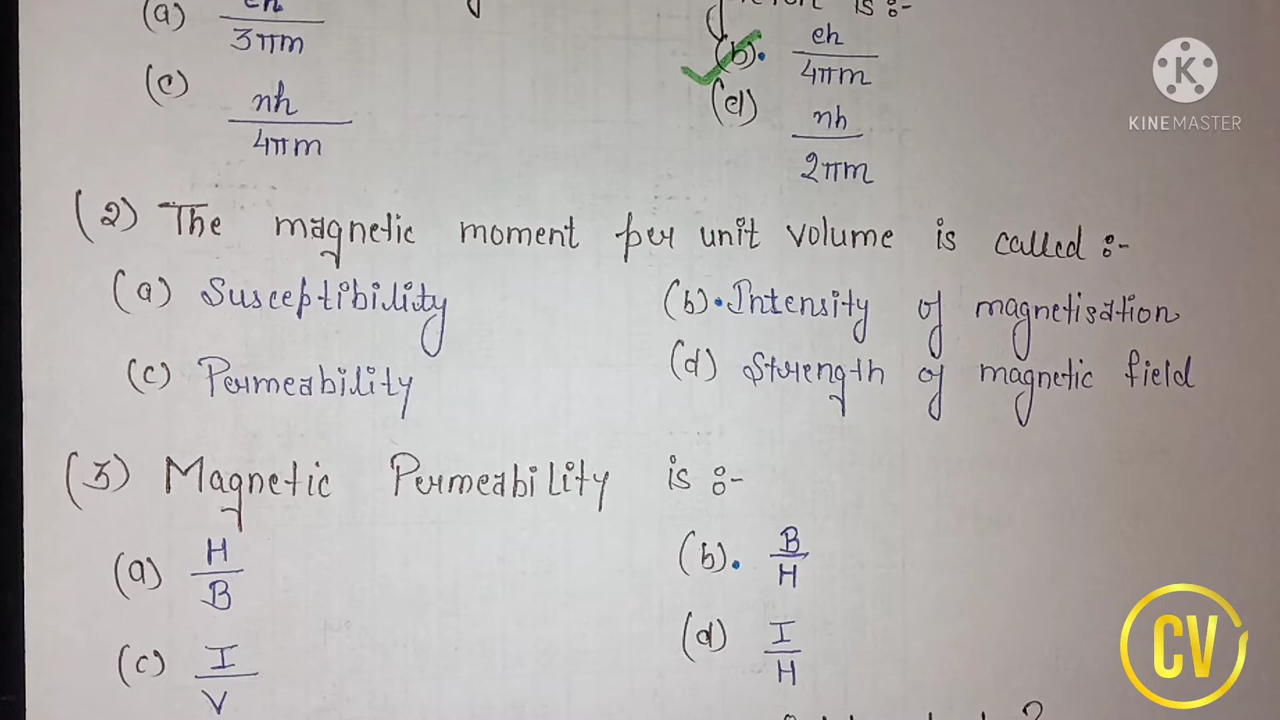 (a) eh/3πm (b). eh/4πm
(c) nh/4πm (d) nh/2πm
(2) The magnetic moment per unit volume is called :-
(a) Susceptibility (b). Intensity of magnetisation
(c) Permeability (d) Strength of magnetic field
(3) Magnetic Permeability is :-
(a) H/B (b). B/H
(c) I/V (d) I/H
K
KINEMASTER
CV